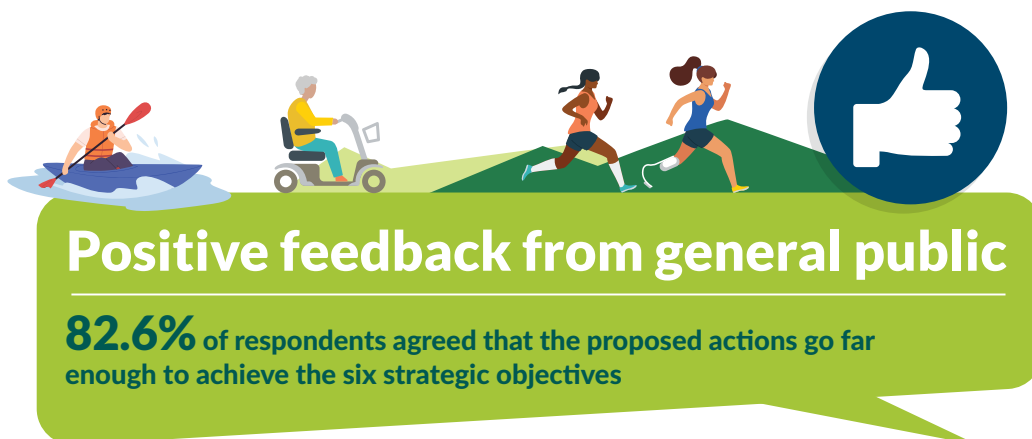 Positive feedback from general public
82.6% of respondents agreed that the proposed actions go far
enough to achieve the six strategic objectives